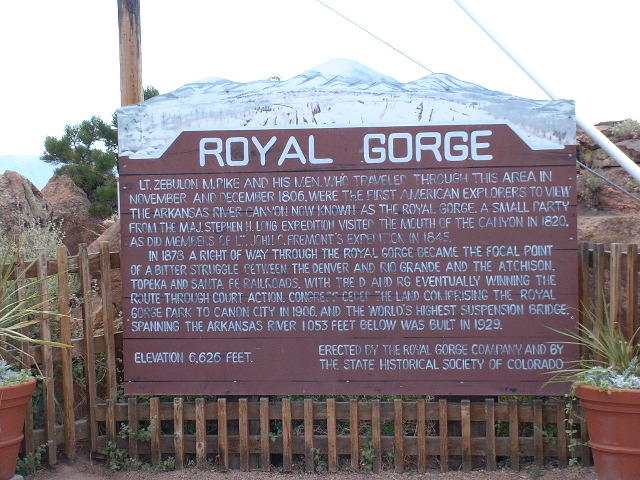 ROYAL GORGE
LT. ZEBULON M. PIKE AND HIS MEN, WHO TRAVELED THROUGH THIS AREA IN
NOVEMBER AND DECEMBER 1806, WERE THE FIRST AMERICAN EXPLORERS TO VIEW
THE ARKANSAS RIVER CANYON NOW KNOWN AS THE ROYAL GORGE. A SMALL PARTY
FROM THE MAJ. STEPHEN H. LONG EXPEDITION VISITED THE MOUTH OF THE CANYON IN 1820,
AS DID MEMBERS OF LT. JOHN C. FREMONT'S EXPEDITION IN 1845.
IN 1878 A RIGHT OF WAY THROUGH THE ROYAL GORGE BECAME THE FOCAL POINT
OF A BITTER STRUGGLE BETWEEN THE DENVER AND RIO GRANDE AND THE ATCHISON,
TOPEKA AND SANTA FE RAILROADS, WITH THE D AND RG EVENTUALLY WINNING THE
ROUTE THROUGH COURT ACTION. CONGRESS CEDED THE LAND COMPRISING THE ROYAL
GORGE PARK TO CANON CITY IN 1906, AND THE WORLD'S HIGHEST SUSPENSION BRIDGE
SPANNING THE ARKANSAS RIVER 1053 FEET BELOW WAS BUILT IN 1929.
ELEVATION 6,626 FEET.
ERECTED BY THE ROYAL GORGE COMPANY AND BY
THE STATE HISTORICAL SOCIETY OF COLORADO